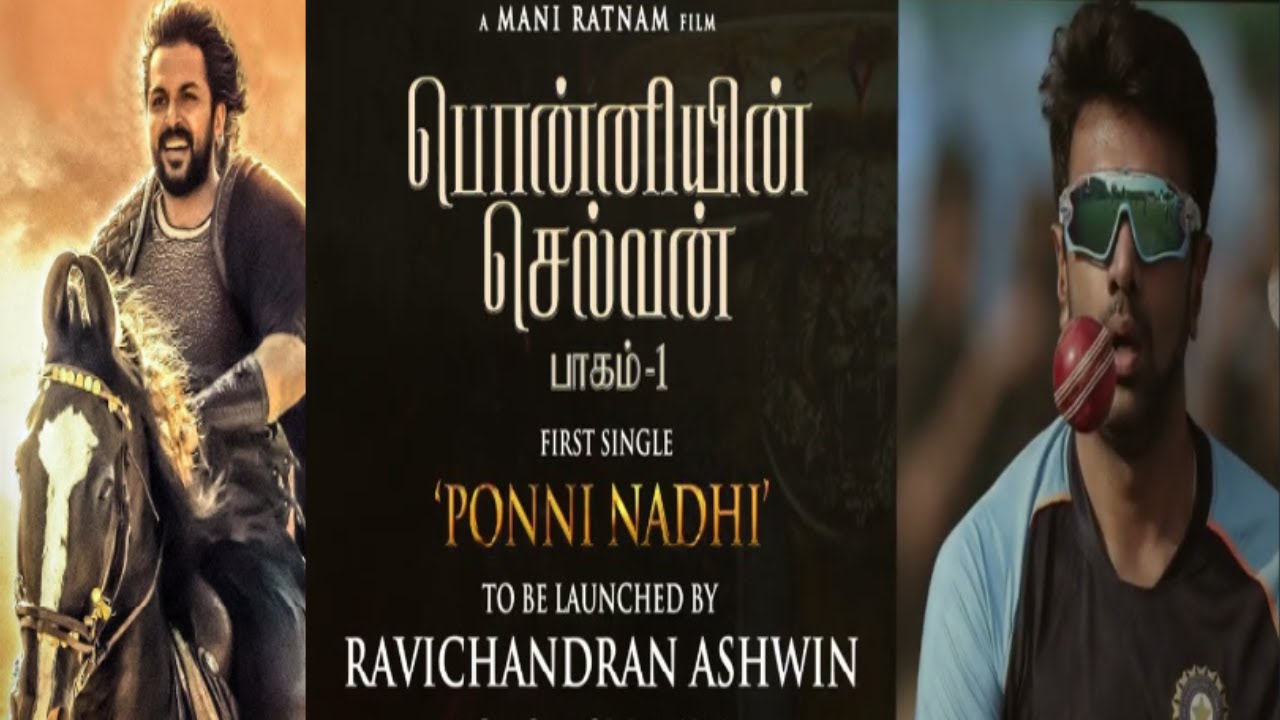 A MANI RATNAM FILM
பொன்னியின்
செல்வன்
பாகம்-1
FIRST SINGLE
‘PONNI NADHI’
TO BE LAUNCHED BY
RAVICHANDRAN ASHWIN